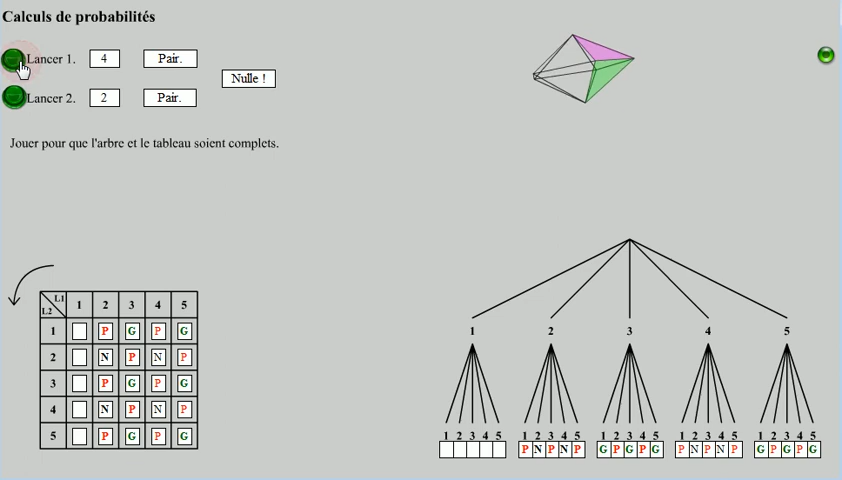 Calculs de probabilités
Lancer 1. 4 Pair.
Nulle !
Lancer 2. 2 Pair.
Jouer pour que l'arbre et le tableau soient complets.
L1 L2 1 2 3 4 5
1 P G P G
2 N P N P
3 P G P G
4 N P N P
5 P G P G
1 2 3 4 5
1 2 3 4 5 1 2 3 4 5 1 2 3 4 5 1 2 3 4 5 1 2 3 4 5
P N P N P G P G P G P N P N P G P G P G